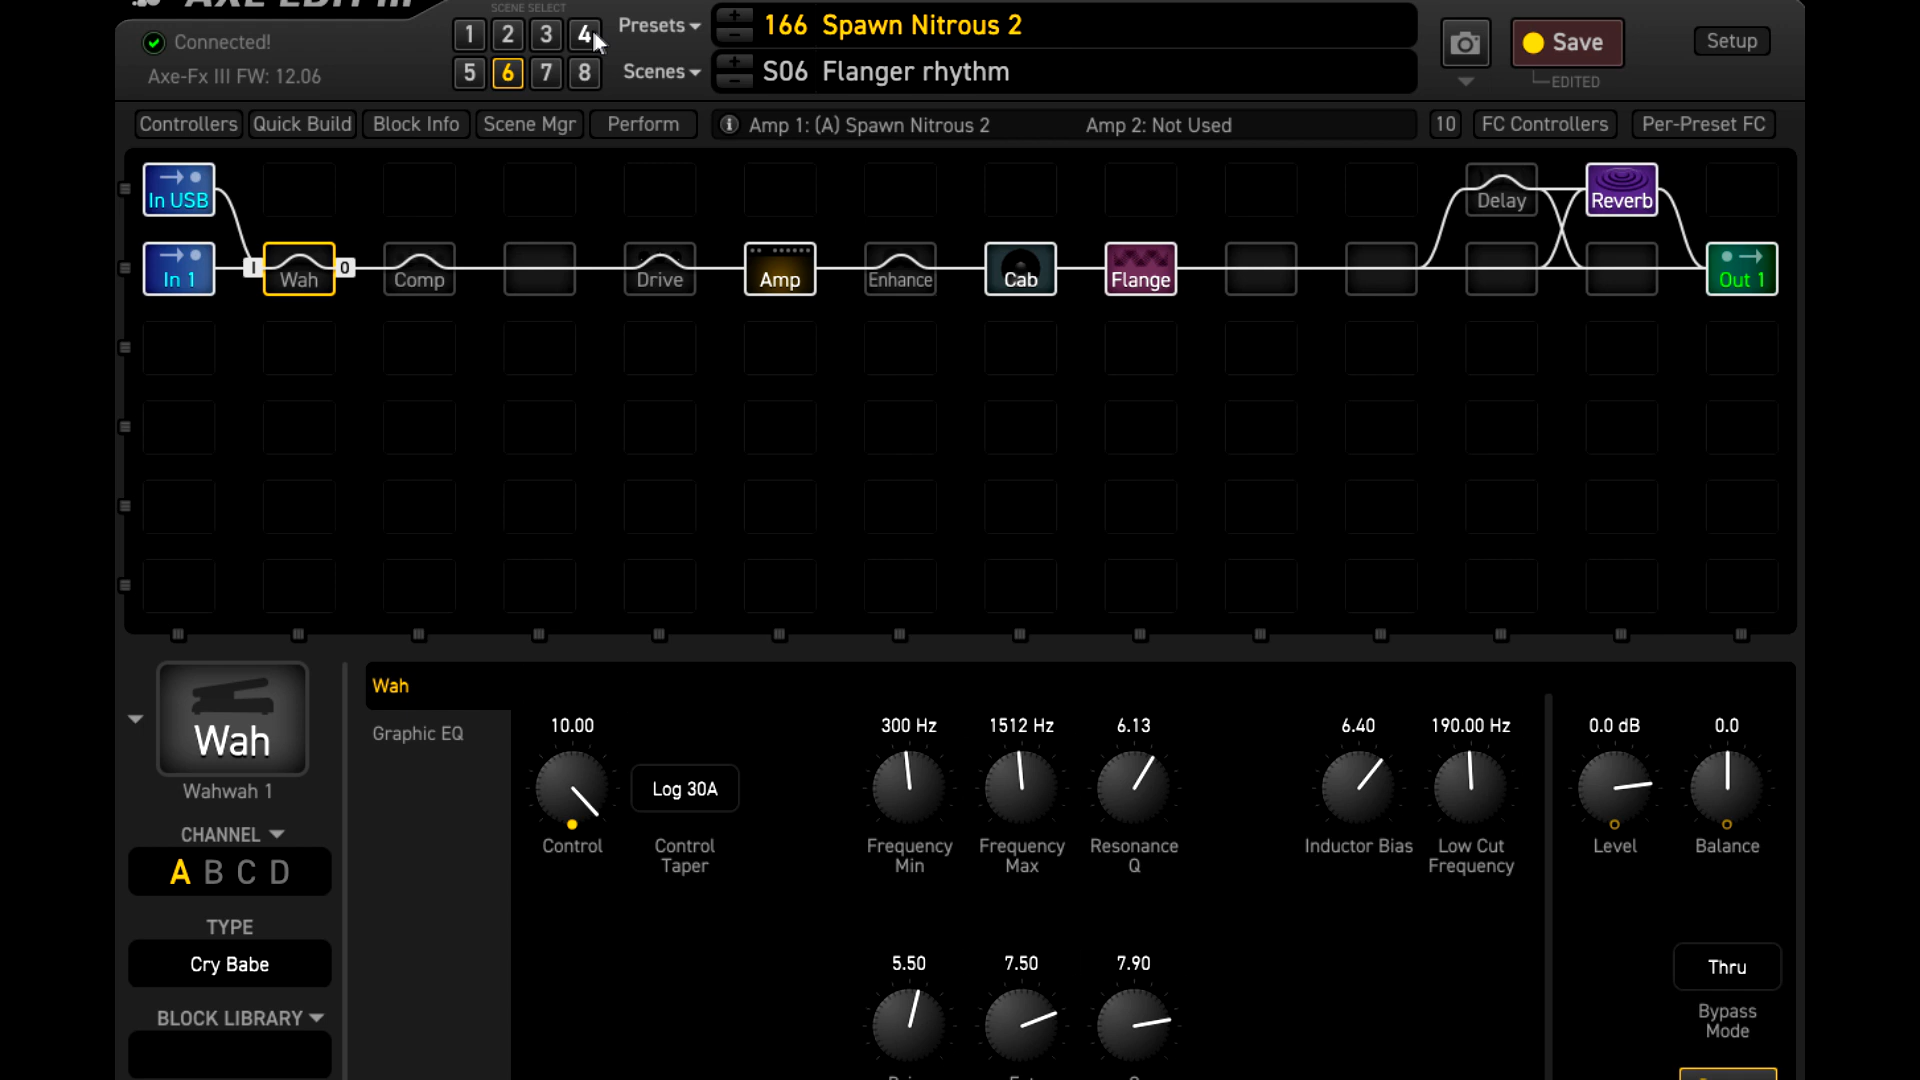 AXE EDIT III
SCENE SELECT
Connected!
Axe-Fx III FW: 12.06
1 2 3 4
5 6 7 8
Presets
Scenes
166 Spawn Nitrous 2
S06 Flanger rhythm
Save
EDITED
Setup
Controllers Quick Build Block Info Scene Mgr Perform
Amp 1: (A) Spawn Nitrous 2 Amp 2: Not Used
10 FC Controllers Per-Preset FC
In USB Delay Reverb
In 1 I Wah O Comp Drive Amp Enhance Cab Flange Out 1
Wah
Wahwah 1
CHANNEL
A B C D
TYPE
Cry Babe
BLOCK LIBRARY
Wah
Graphic EQ
10.00 300 Hz 1512 Hz 6.13 6.40 190.00 Hz 0.0 dB 0.0
Log 30A
Control Control Taper Frequency Min Frequency Max Resonance Q Inductor Bias Low Cut Frequency Level Balance
5.50 7.50 7.90
Thru
Bypass Mode